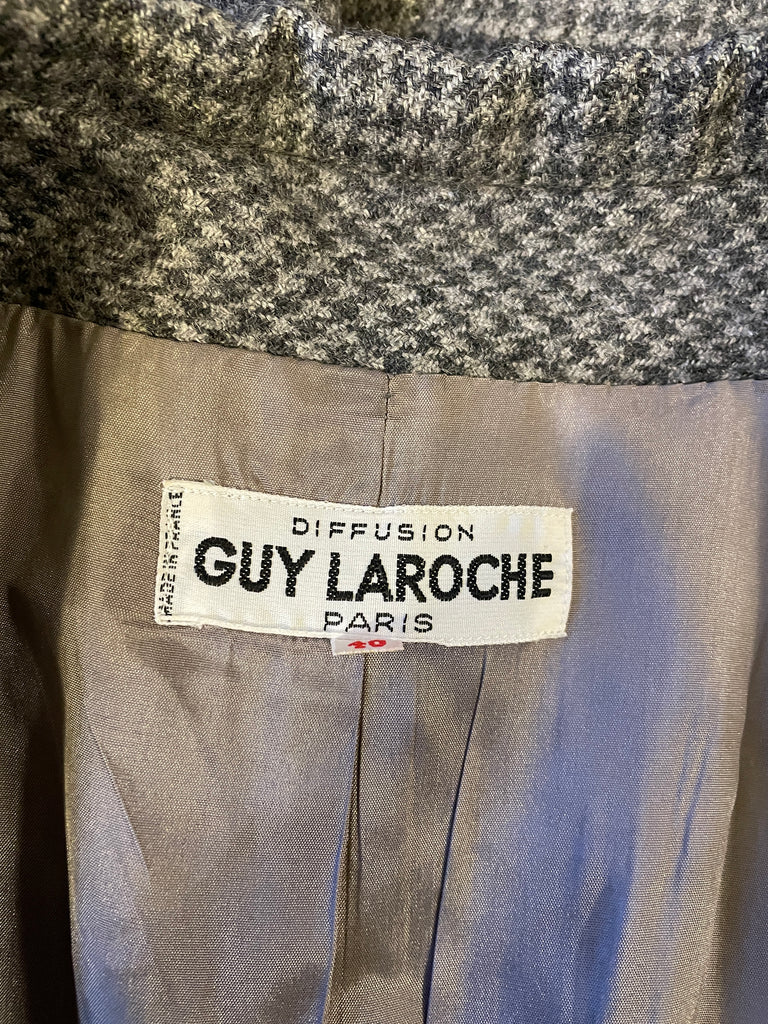 MADE IN FRANCE
DIFFUSION
GUY LAROCHE
PARIS
40